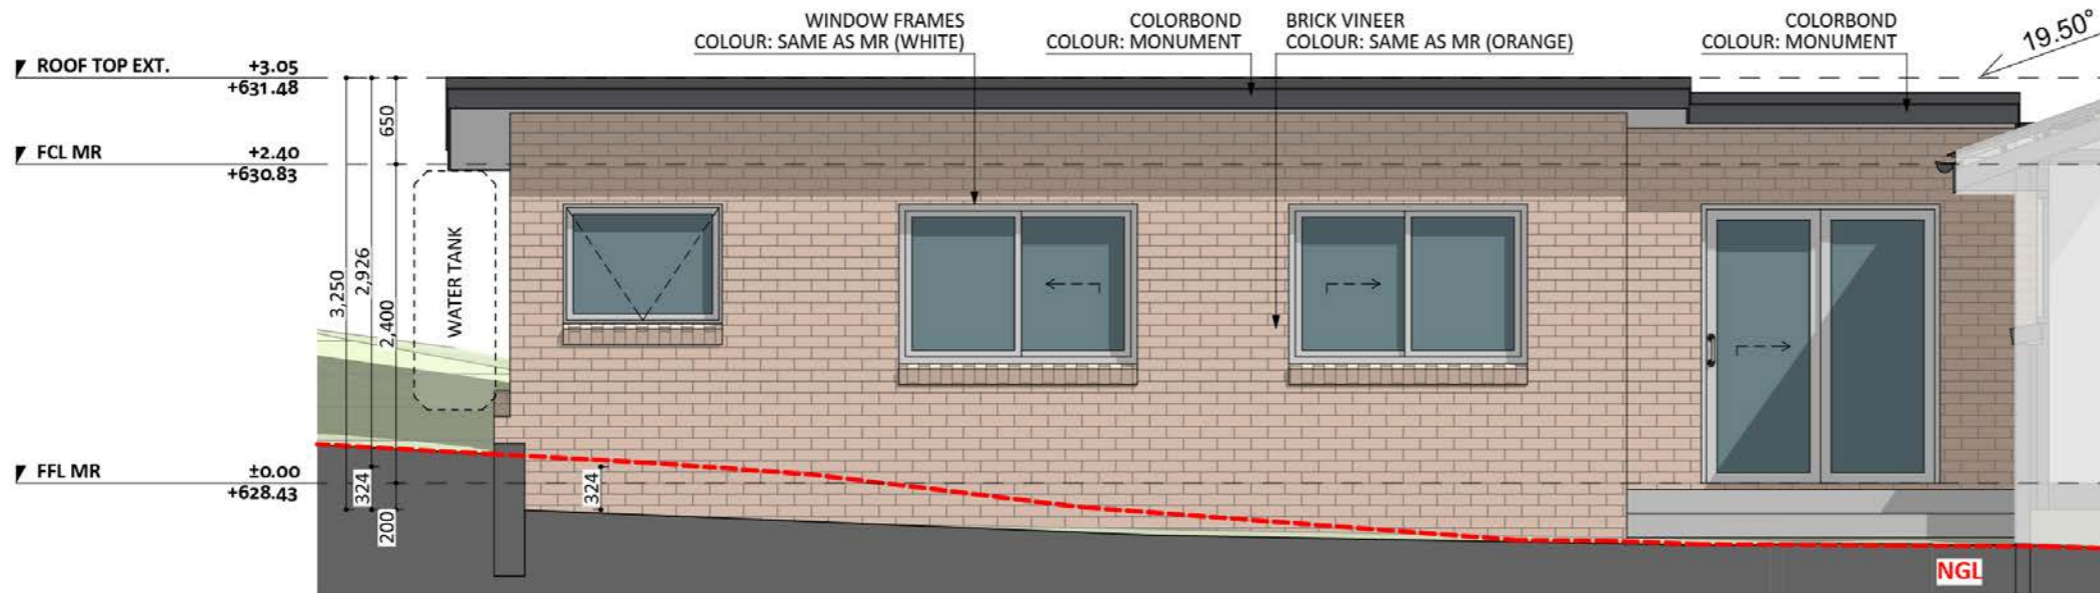 WINDOW FRAMES
COLOUR: SAME AS MR (WHITE)
COLORBOND
COLOUR: MONUMENT
BRICK VINEER
COLOUR: SAME AS MR (ORANGE)
COLORBOND
COLOUR: MONUMENT
19.50°
ROOF TOP EXT. +3.05
+631.48
650
FCL MR +2.40
+630.83
3,250
2,926
2,400
WATER TANK
FFL MR ±0.00
+628.43
324
200
324
NGL